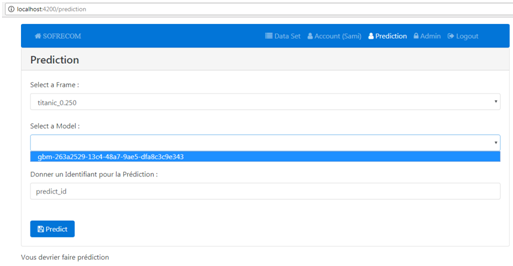 localhost:4200/prediction
SOFRECOM Data Set Account (Sami) Prediction Admin Logout
Prediction
Select a Frame :
titanic_0.250
Select a Model :
gbm-263a2529-13c4-48a7-9ae5-dfa8c3c9e343
Donner un Identifiant pour la Prédiction :
predict_id
Predict
Vous devrier faire prédiction